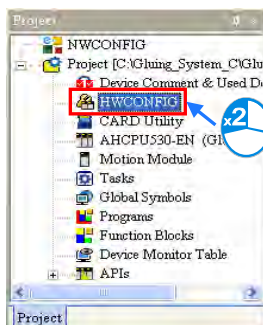 Project
NWCONFIG
Project [C:\Gluing_System_C\Glu
Device Comment & Used De
HWCONFIG
x2
CARD Utility
AHCPU530-EN (Gl
Motion Module
Tasks
Global Symbols
Programs
Function Blocks
Device Monitor Table
APIs
Project